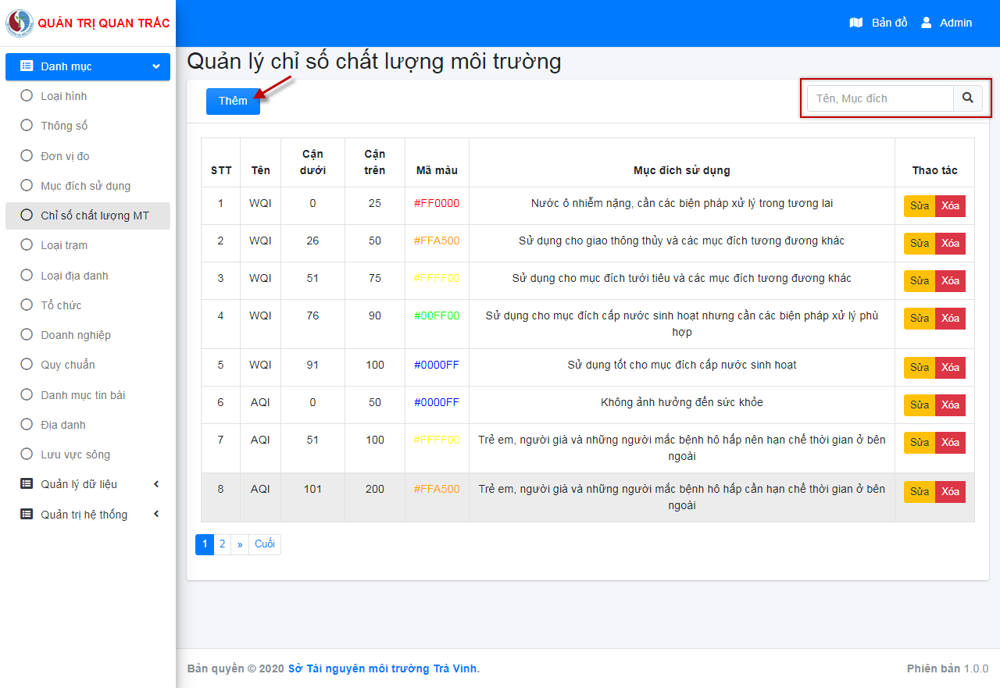 QUẢN TRỊ QUAN TRẮC
Bản đồ Admin
Danh mục
Loại hình
Thông số
Đơn vị đo
Mục đích sử dụng
Chỉ số chất lượng MT
Loại trạm
Loại địa danh
Tổ chức
Doanh nghiệp
Quy chuẩn
Danh mục tin bài
Địa danh
Lưu vực sông
Quản lý dữ liệu
Quản trị hệ thống
Quản lý chỉ số chất lượng môi trường
Thêm
Tên, Mục đích
STT Tên Cận dưới Cận trên Mã màu Mục đích sử dụng Thao tác
1 WQI 0 25 #FF0000 Nước ô nhiễm nặng, cần các biện pháp xử lý trong tương lai Sửa Xóa
2 WQI 26 50 #FFA500 Sử dụng cho giao thông thủy và các mục đích tương đương khác Sửa Xóa
3 WQI 51 75 #FFFF00 Sử dụng cho mục đích tưới tiêu và các mục đích tương đương khác Sửa Xóa
4 WQI 76 90 #00FF00 Sử dụng cho mục đích cấp nước sinh hoạt nhưng cần các biện pháp xử lý phù Sửa Xóa
hợp
5 WQI 91 100 #0000FF Sử dụng tốt cho mục đích cấp nước sinh hoạt Sửa Xóa
6 AQI 0 50 #0000FF Không ảnh hưởng đến sức khỏe Sửa Xóa
7 AQI 51 100 #FFFF00 Trẻ em, người già và những người mắc bệnh hô hấp nên hạn chế thời gian ở bên Sửa Xóa
ngoài
8 AQI 101 200 #FFA500 Trẻ em, người già và những người mắc bệnh hô hấp cần hạn chế thời gian ở bên Sửa Xóa
ngoài
1 2 » Cuối
Bản quyền © 2020 Sở Tài nguyên môi trường Trà Vinh. Phiên bản 1.0.0